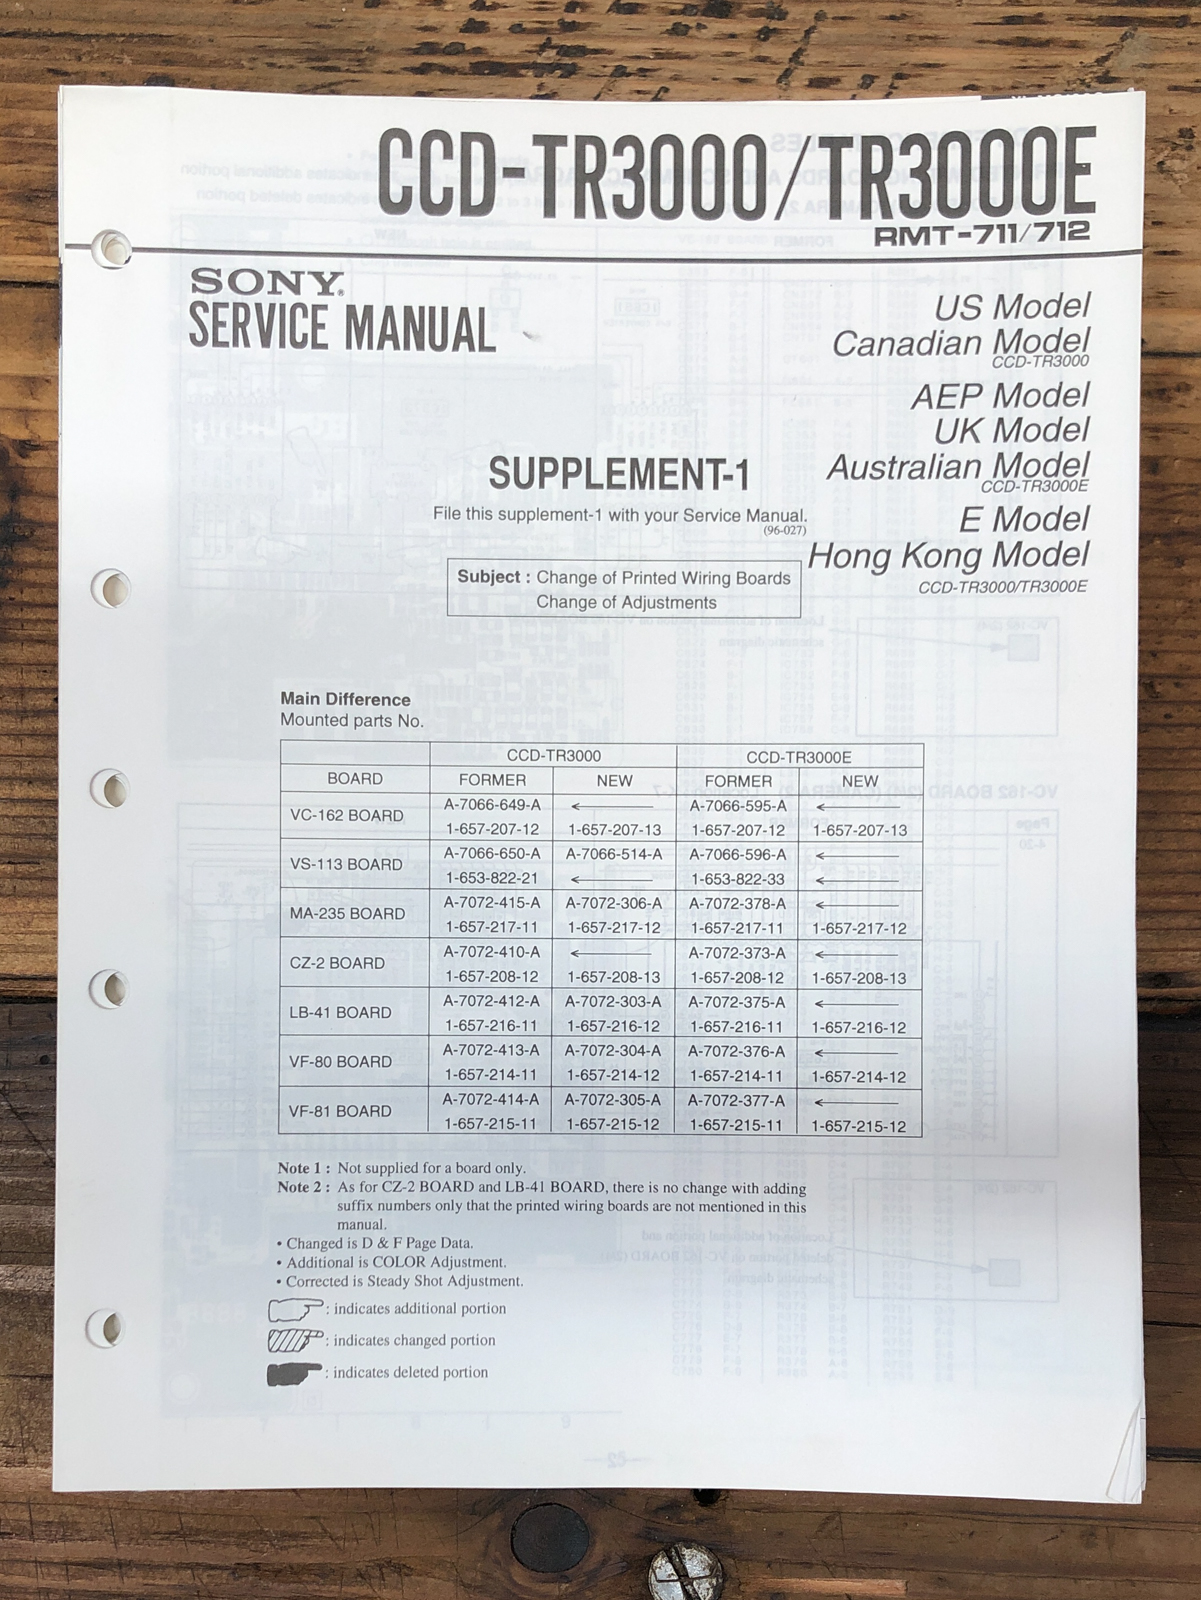 CCD-TR3000/TR3000E
RMT-711/712
SONY®
SERVICE MANUAL
US Model
Canadian Model
CCD-TR3000
AEP Model
UK Model
Australian Model
CCD-TR3000E
E Model
Hong Kong Model
CCD-TR3000/TR3000E
SUPPLEMENT-1
File this supplement-1 with your Service Manual.
(96-027)
Subject : Change of Printed Wiring Boards
Change of Adjustments
Main Difference
Mounted parts No.
CCD-TR3000 CCD-TR3000E
BOARD FORMER NEW FORMER NEW
VC-162 BOARD
A-7066-649-A ← A-7066-595-A ←
1-657-207-12 1-657-207-13 1-657-207-12 1-657-207-13
VS-113 BOARD
A-7066-650-A A-7066-514-A A-7066-596-A ←
1-653-822-21 ← 1-653-822-33 ←
MA-235 BOARD
A-7072-415-A A-7072-306-A A-7072-378-A ←
1-657-217-11 1-657-217-12 1-657-217-11 1-657-217-12
CZ-2 BOARD
A-7072-410-A ← A-7072-373-A ←
1-657-208-12 1-657-208-13 1-657-208-12 1-657-208-13
LB-41 BOARD
A-7072-412-A A-7072-303-A A-7072-375-A ←
1-657-216-11 1-657-216-12 1-657-216-11 1-657-216-12
VF-80 BOARD
A-7072-413-A A-7072-304-A A-7072-376-A ←
1-657-214-11 1-657-214-12 1-657-214-11 1-657-214-12
VF-81 BOARD
A-7072-414-A A-7072-305-A A-7072-377-A ←
1-657-215-11 1-657-215-12 1-657-215-11 1-657-215-12
Note 1 : Not supplied for a board only.
Note 2 : As for CZ-2 BOARD and LB-41 BOARD, there is no change with adding
suffix numbers only that the printed wiring boards are not mentioned in this
manual.
• Changed is D & F Page Data.
• Additional is COLOR Adjustment.
• Corrected is Steady Shot Adjustment.
: indicates additional portion
: indicates changed portion
: indicates deleted portion